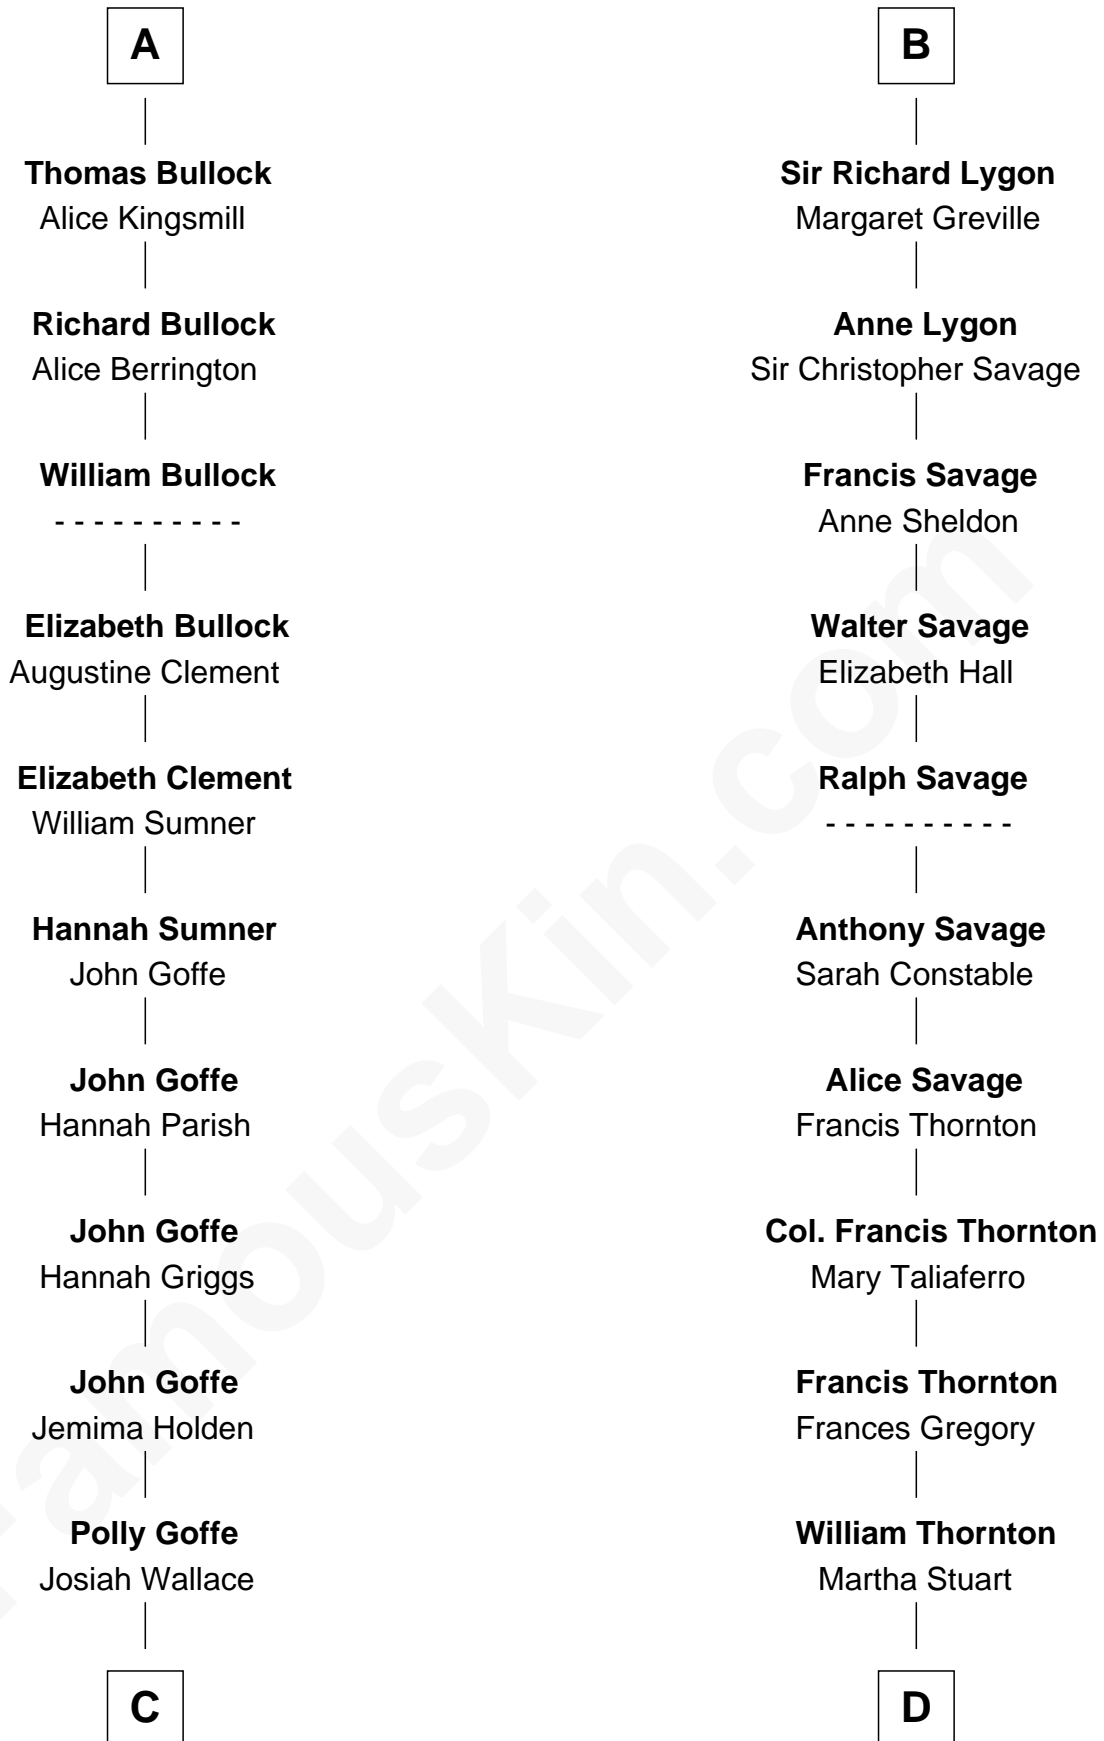 A
Thomas Bullock
Alice Kingsmill
Richard Bullock
Alice Berrington
William Bullock
- - - - - - - - - -
Elizabeth Bullock
Augustine Clement
Elizabeth Clement
William Sumner
Hannah Sumner
John Goffe
John Goffe
Hannah Parish
John Goffe
Hannah Griggs
John Goffe
Jemima Holden
Polly Goffe
Josiah Wallace
C
B
Sir Richard Lygon
Margaret Greville
Anne Lygon
Sir Christopher Savage
Francis Savage
Anne Sheldon
Walter Savage
Elizabeth Hall
Ralph Savage
- - - - - - - - - -
Anthony Savage
Sarah Constable
Alice Savage
Francis Thornton
Col. Francis Thornton
Mary Taliaferro
Francis Thornton
Frances Gregory
William Thornton
Martha Stuart
D
FamousKin.com